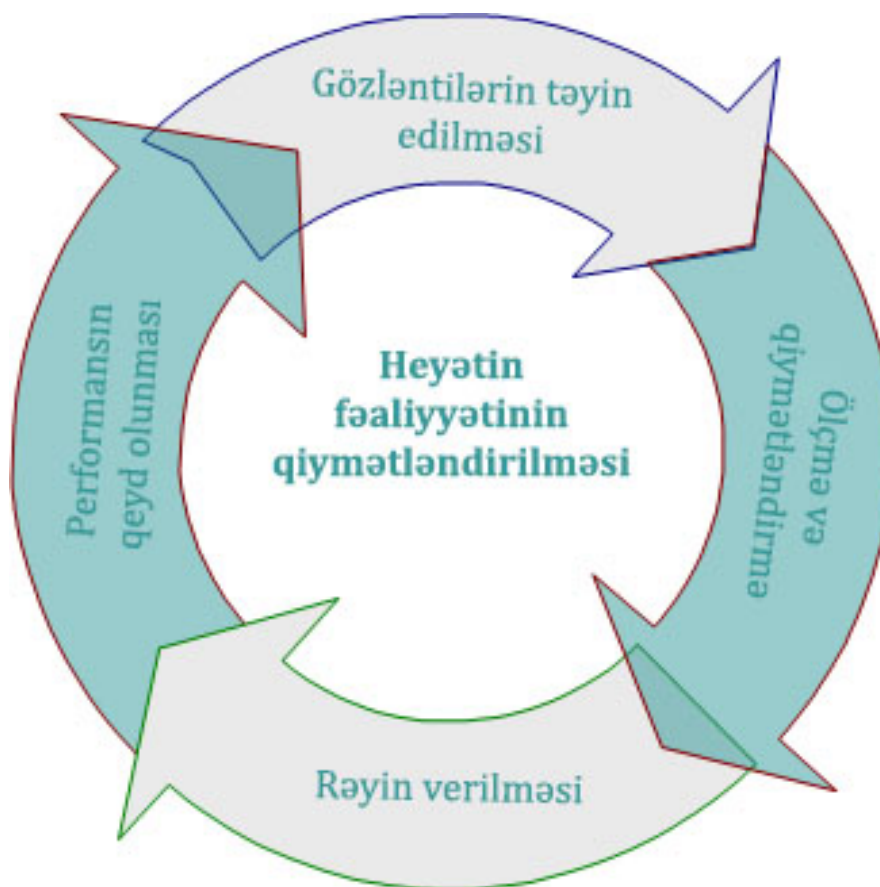 Gözləntilərin təyin
edilməsi
Ölçmə və
qiymətləndirmə
Rəyin verilməsi
Performansın
qeyd olunması
Heyətin
fəaliyyətinin
qiymətləndirilməsi